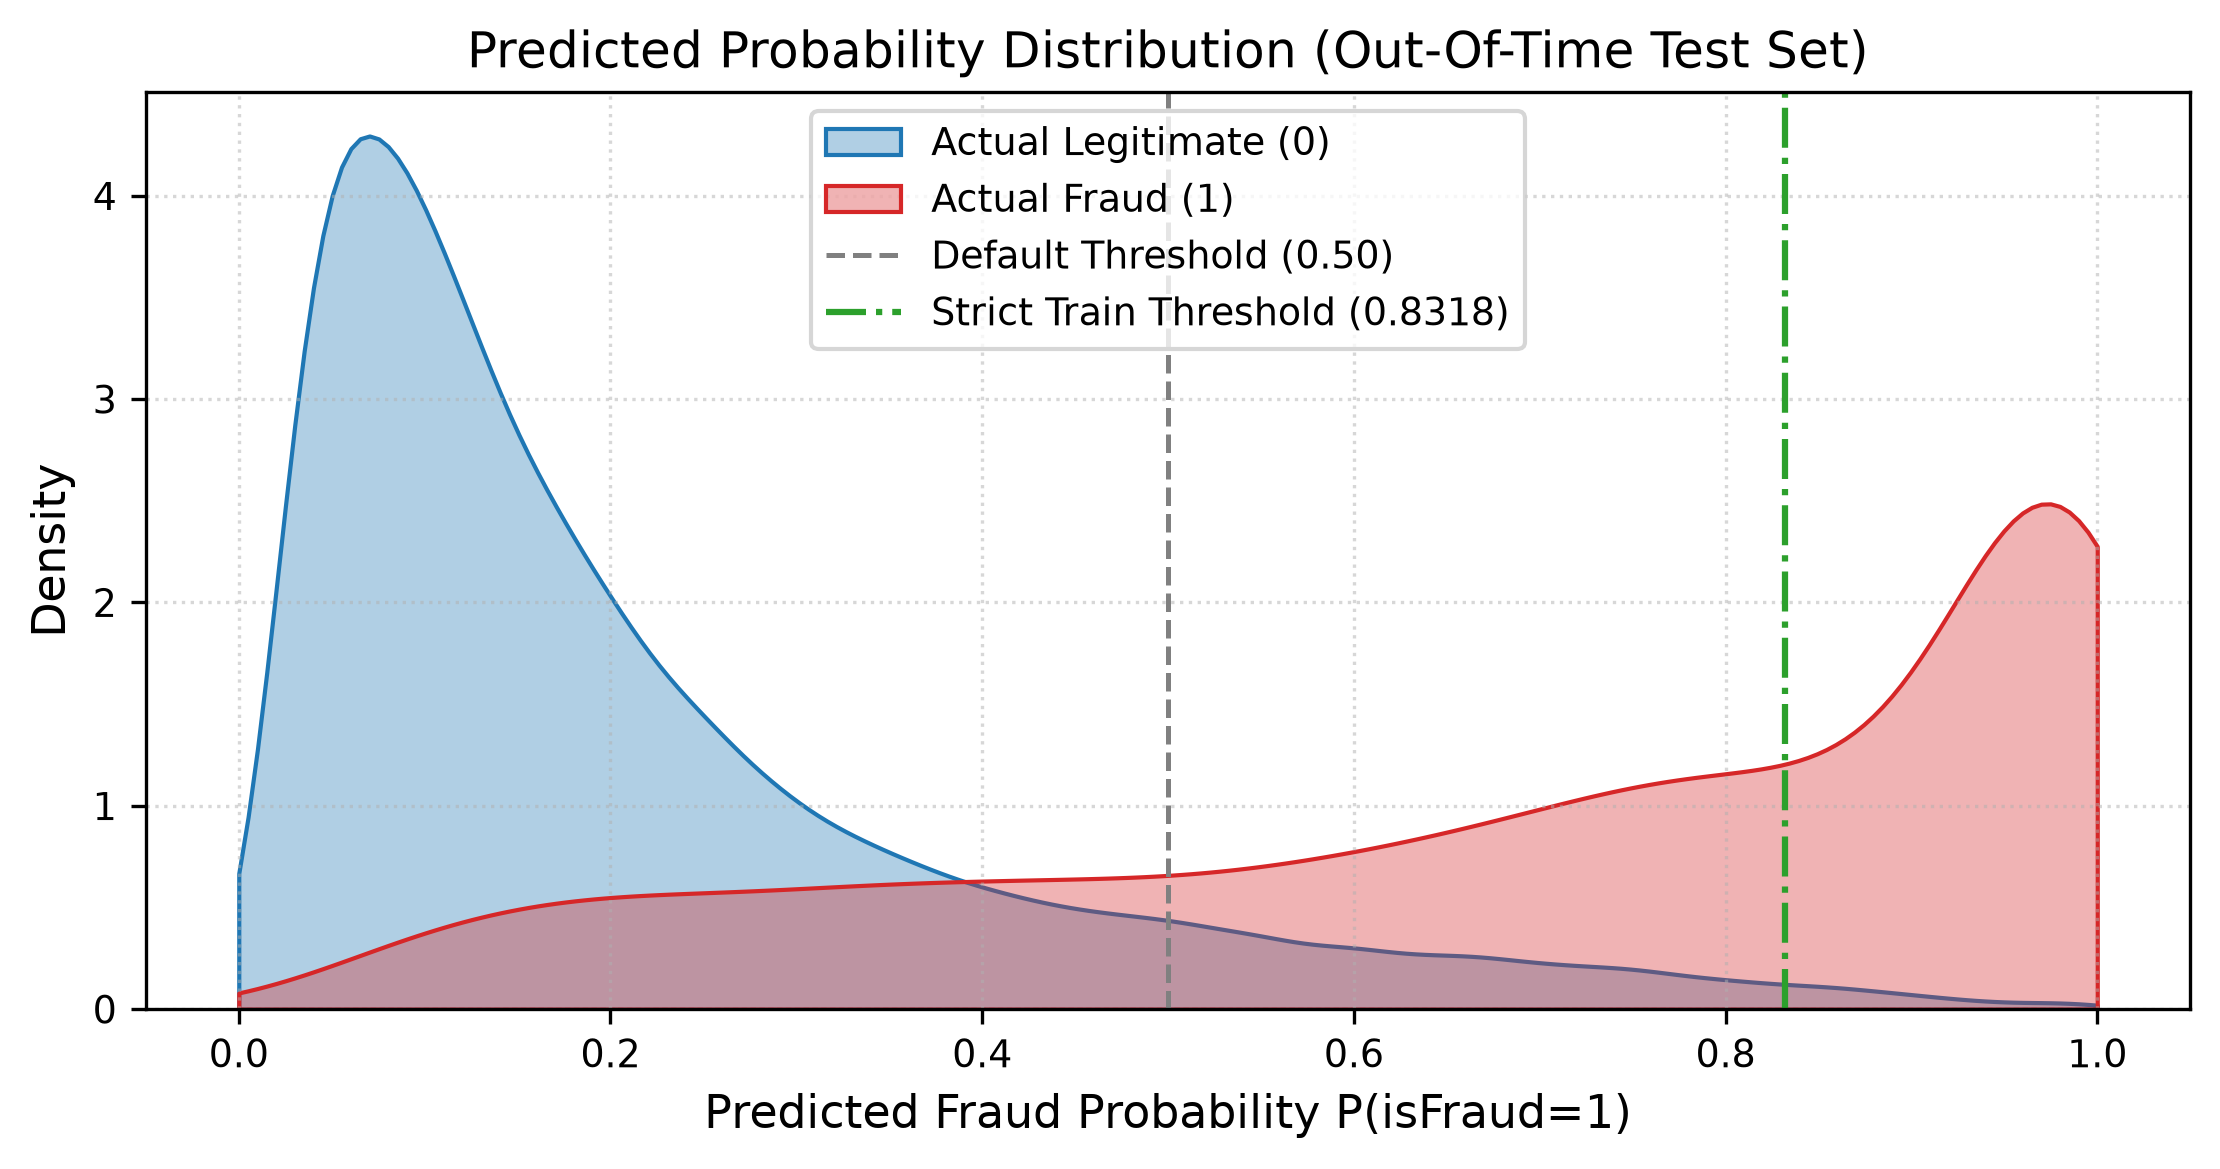 Predicted Probability Distribution (Out-Of-Time Test Set)
Actual Legitimate (0)
Actual Fraud (1)
Default Threshold (0.50)
Strict Train Threshold (0.8318)
Density
4
3
2
1
0
0.0 0.2 0.4 0.6 0.8 1.0
Predicted Fraud Probability P(isFraud=1)